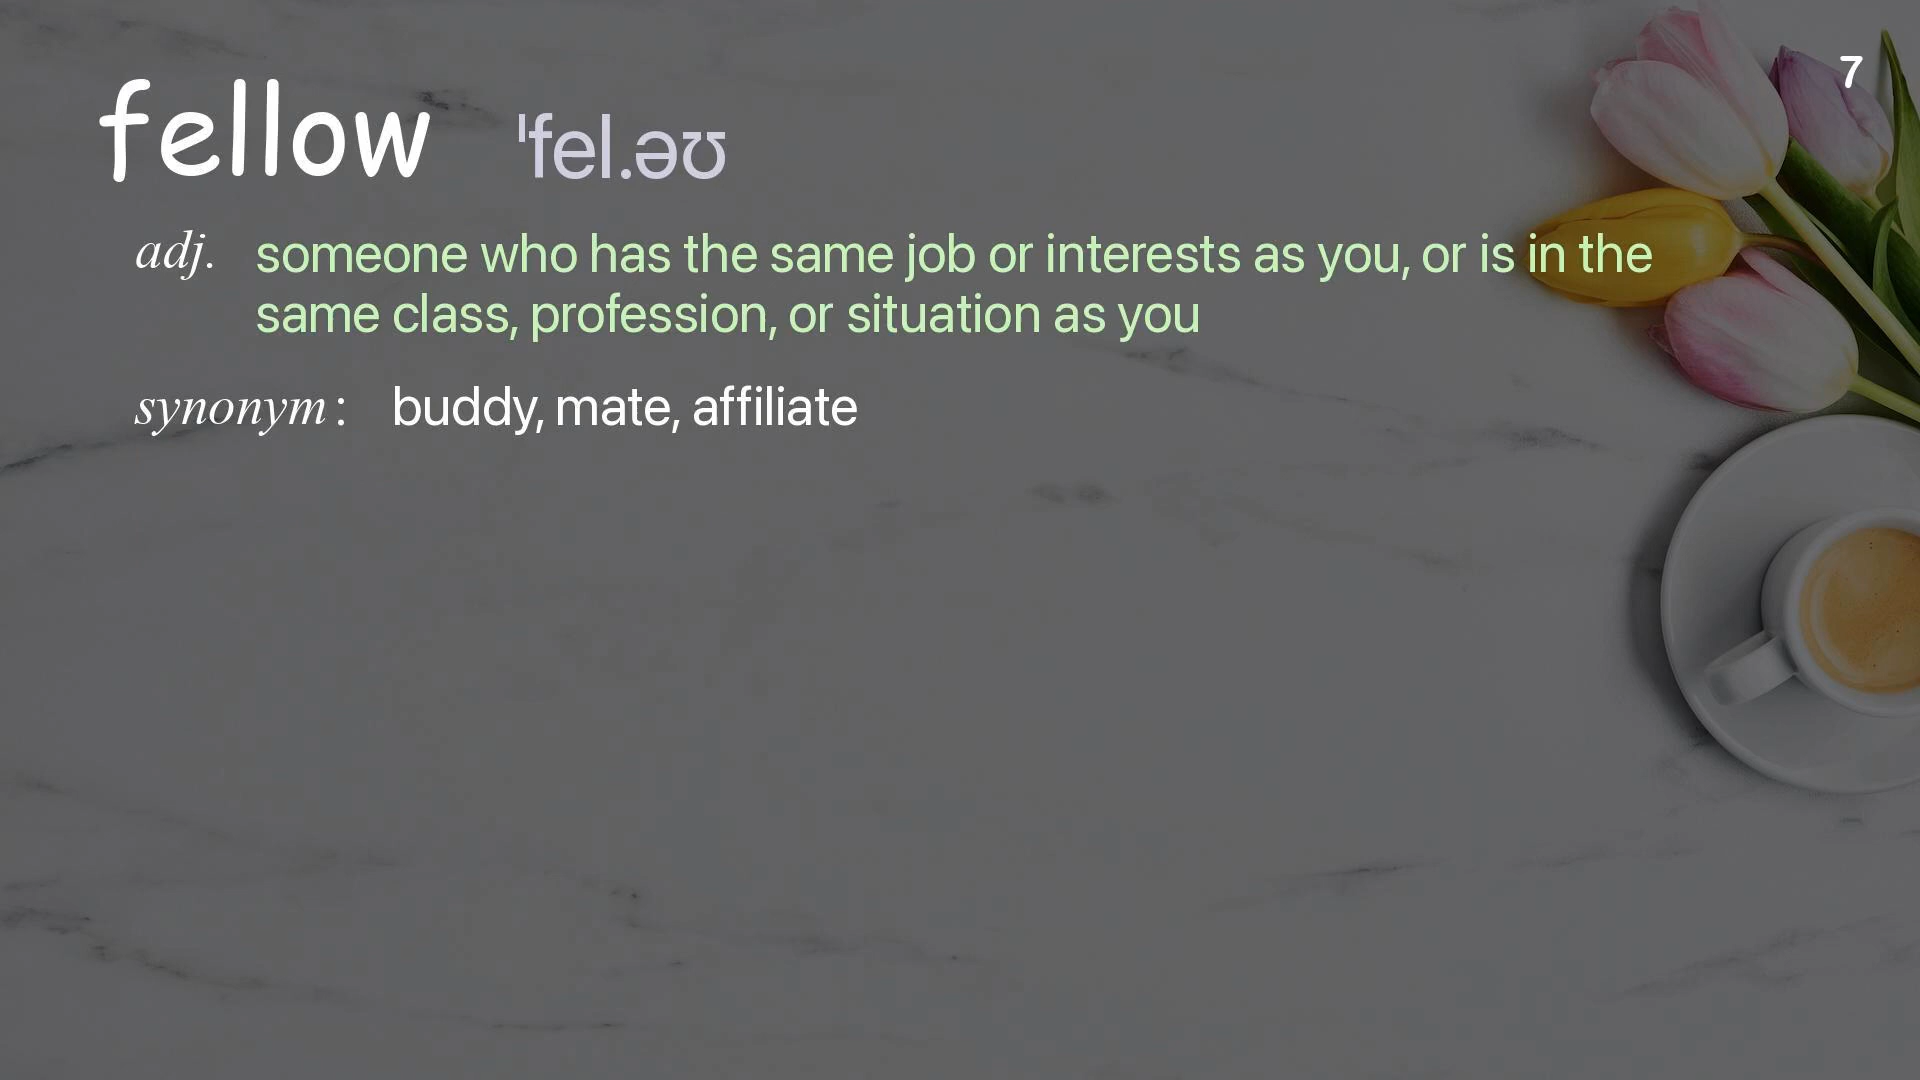 7
fellow ˈfel.əʊ
adj. someone who has the same job or interests as you, or is in the
same class, profession, or situation as you
synonym: buddy, mate, affiliate